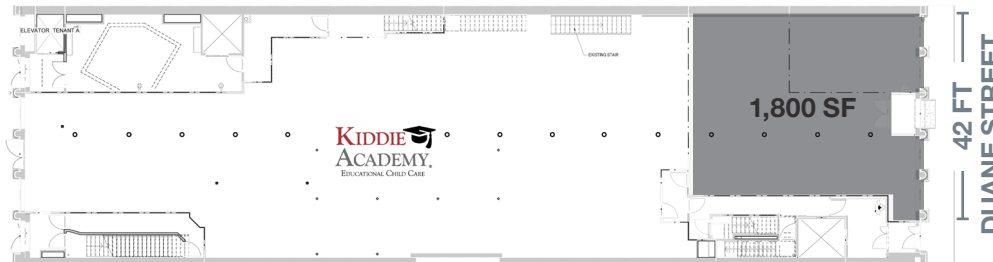 ELEVATOR TENANT A
EXISTING STAIR
KIDDIE
ACADEMY.
EDUCATIONAL CHILD CARE
1,800 SF
42 FT
DUANE STREET